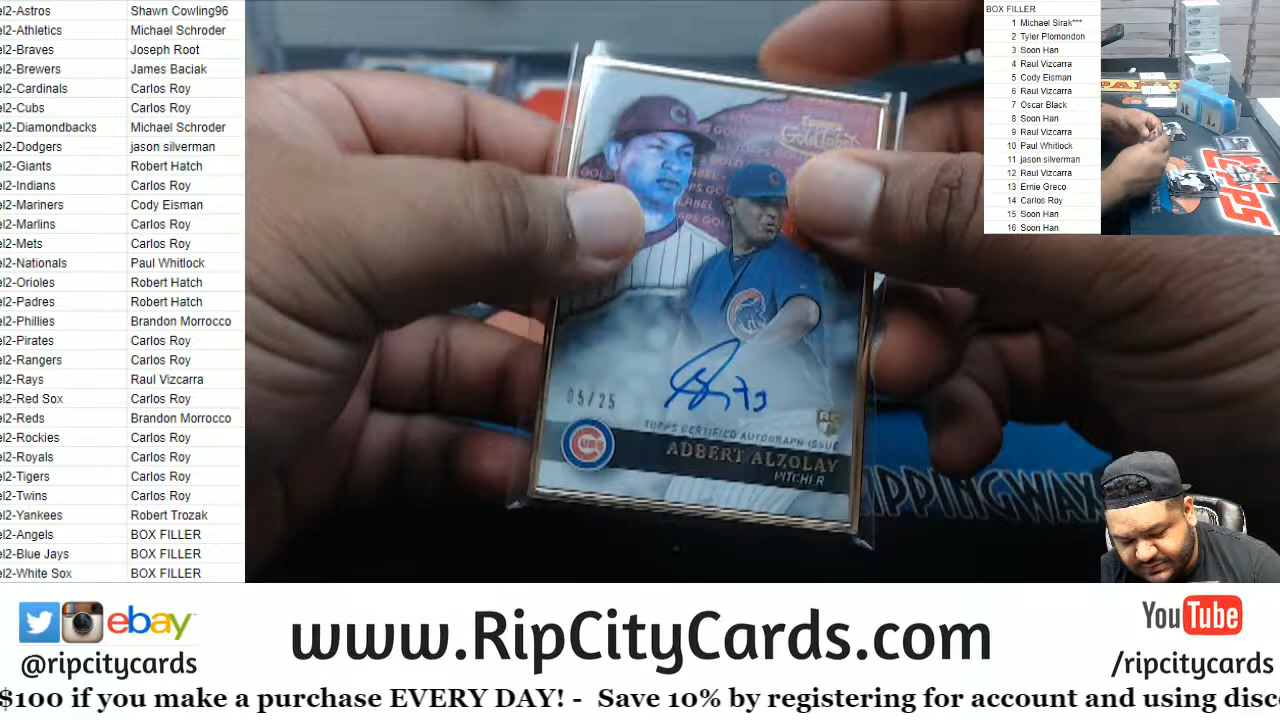 el2-Astros Shawn Cowling96
el2-Athletics Michael Schroder
el2-Braves Joseph Root
el2-Brewers James Baciak
el2-Cardinals Carlos Roy
el2-Cubs Carlos Roy
el2-Diamondbacks Michael Schroder
el2-Dodgers jason silverman
el2-Giants Robert Hatch
el2-Indians Carlos Roy
el2-Mariners Cody Eisman
el2-Marlins Carlos Roy
el2-Mets Carlos Roy
el2-Nationals Paul Whitlock
el2-Orioles Robert Hatch
el2-Padres Robert Hatch
el2-Phillies Brandon Morrocco
el2-Pirates Carlos Roy
el2-Rangers Carlos Roy
el2-Rays Raul Vizcarra
el2-Red Sox Carlos Roy
el2-Reds Brandon Morrocco
el2-Rockies Carlos Roy
el2-Royals Carlos Roy
el2-Tigers Carlos Roy
el2-Twins Carlos Roy
el2-Yankees Robert Trozak
el2-Angels BOX FILLER
el2-Blue Jays BOX FILLER
el2-White Sox BOX FILLER
Topps
Gold Label
05/25
73
TOPPS CERTIFIED AUTOGRAPH ISSUE
RC
CUBS
ADBERT ALZOLAY
PITCHER
RIPPINGWAX
BOX FILLER
1 Michael Sirak***
2 Tyler Plomondon
3 Soon Han
4 Raul Vizcarra
5 Cody Eisman
6 Raul Vizcarra
7 Oscar Black
8 Soon Han
9 Raul Vizcarra
10 Paul Whitlock
11 jason silverman
12 Raul Vizcarra
13 Ernie Greco
14 Carlos Roy
15 Soon Han
16 Soon Han
PANINI
TOPPS
ebay
@ripcitycards
www.RipCityCards.com
YouTube
/ripcitycards
$100 if you make a purchase EVERY DAY! - Save 10% by registering for account and using disc